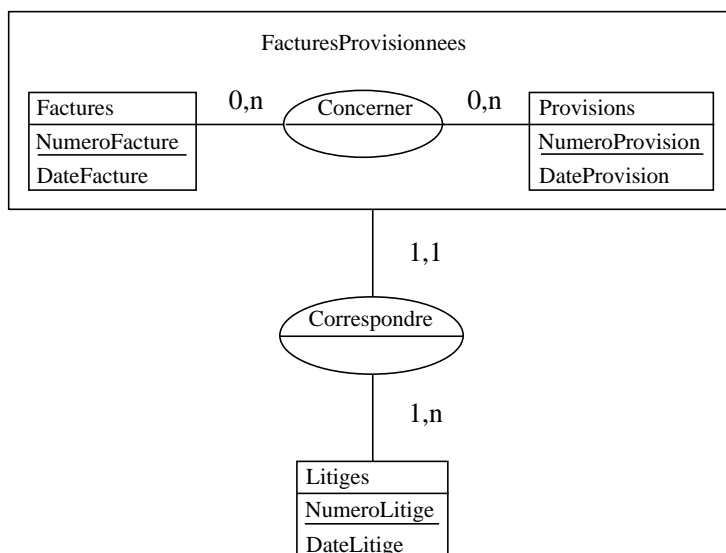 FacturesProvisionnees
Factures
NumeroFacture
DateFacture
0,n
Concerner
0,n
Provisions
NumeroProvision
DateProvision
1,1
Correspondre
1,n
Litiges
NumeroLitige
DateLitige